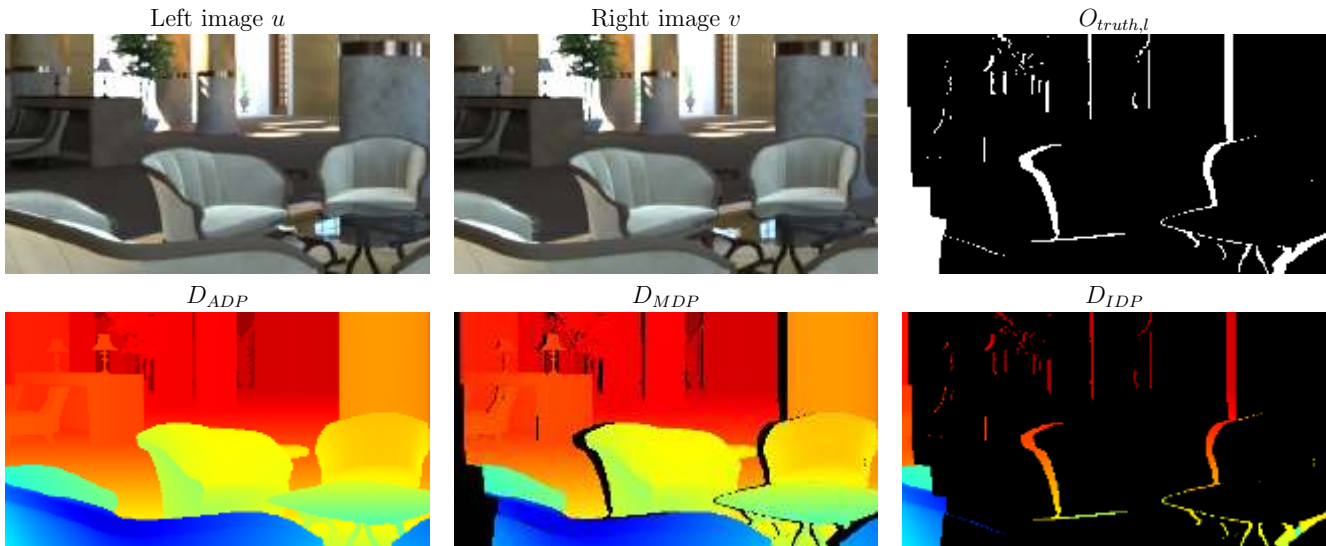 Left image u
Right image v
O_{truth,l}
D_{ADP}
D_{MDP}
D_{IDP}